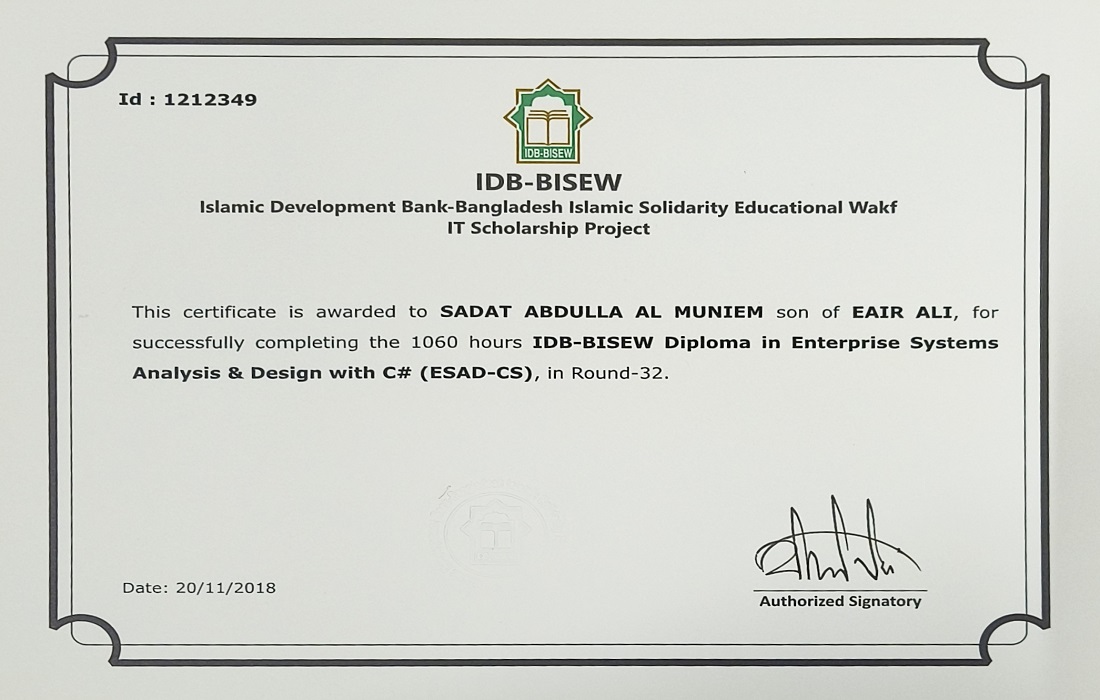 Id : 1212349
IDB-BISEW
IDB-BISEW
Islamic Development Bank-Bangladesh Islamic Solidarity Educational Wakf
IT Scholarship Project
This certificate is awarded to SADAT ABDULLA AL MUNIEM son of EAIR ALI, for
successfully completing the 1060 hours IDB-BISEW Diploma in Enterprise Systems
Analysis & Design with C# (ESAD-CS), in Round-32.
Date: 20/11/2018
Authorized Signatory